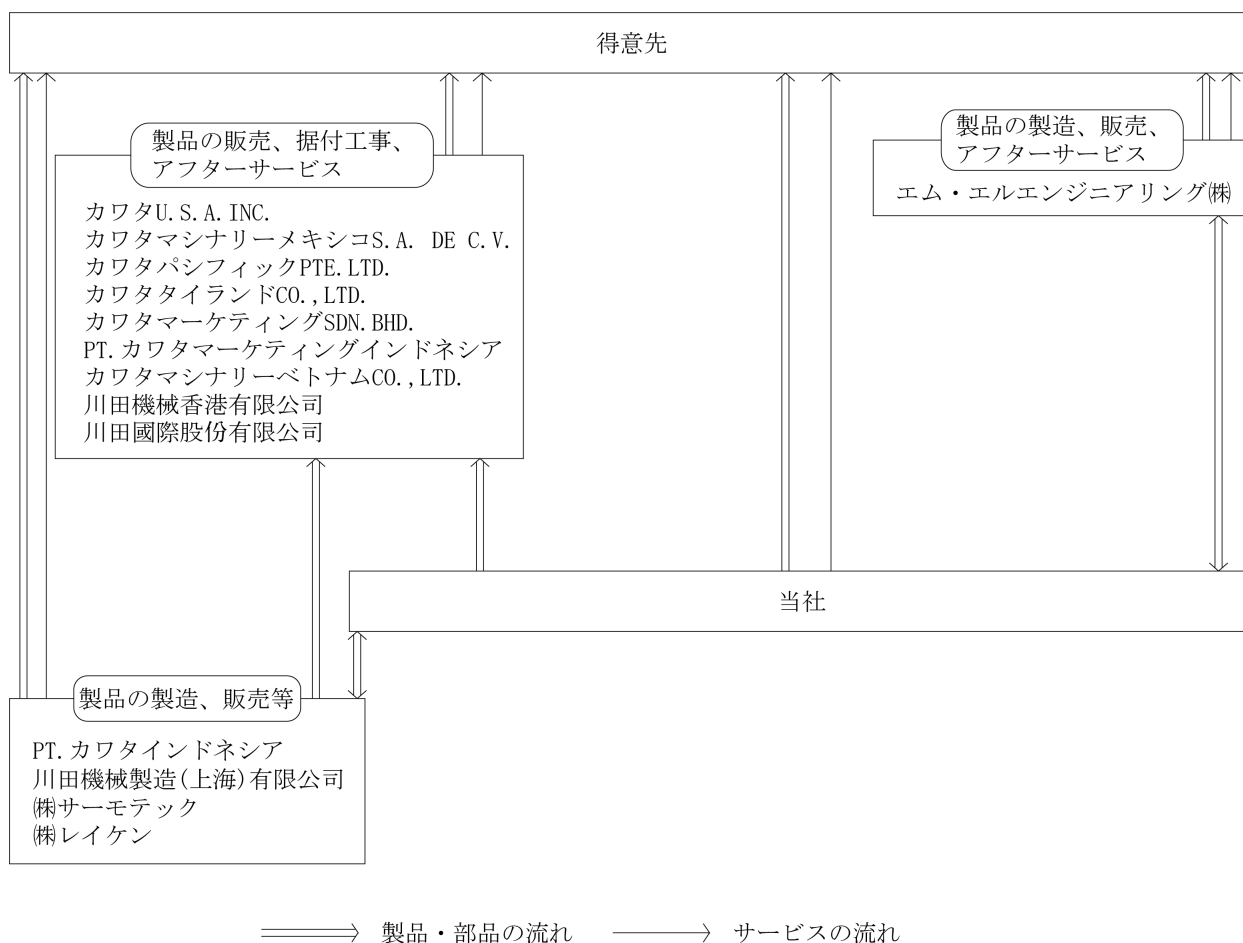 得意先
製品の販売、据付工事、
アフターサービス
カワタU.S.A.INC.
カワタマシナリーメキシコS.A. DE C.V.
カワタパシフィックPTE.LTD.
カワタタイランドCO.,LTD.
カワタマーケティングSDN.BHD.
PT.カワタマーケティングインドネシア
カワタマシナリーベトナムCO.,LTD.
川田機械香港有限公司
川田國際股份有限公司
製品の製造、販売、
アフターサービス
エム・エルエンジニアリング㈱
当社
製品の製造、販売等
PT.カワタインドネシア
川田機械製造(上海)有限公司
㈱サーモテック
㈱レイケン
製品・部品の流れ
サービスの流れ